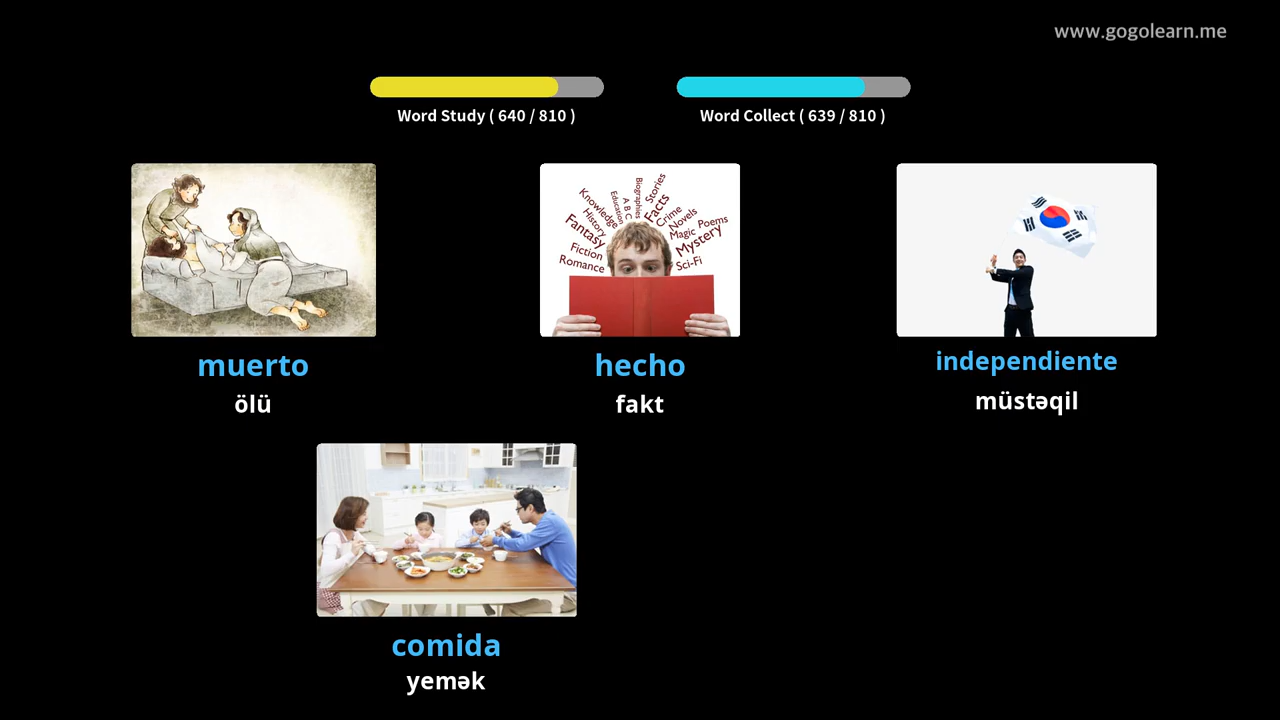 www.gogolearn.me
Word Study ( 640 / 810 )
Word Collect ( 639 / 810 )
Knowledge
History
Fantasy
Fiction
Romance
Education
A B C
Biographies
Stories
Facts
Crime
Novels
Magic
Poems
Mystery
Sci-Fi
muerto
ölü
hecho
fakt
independiente
müstəqil
comida
yemək